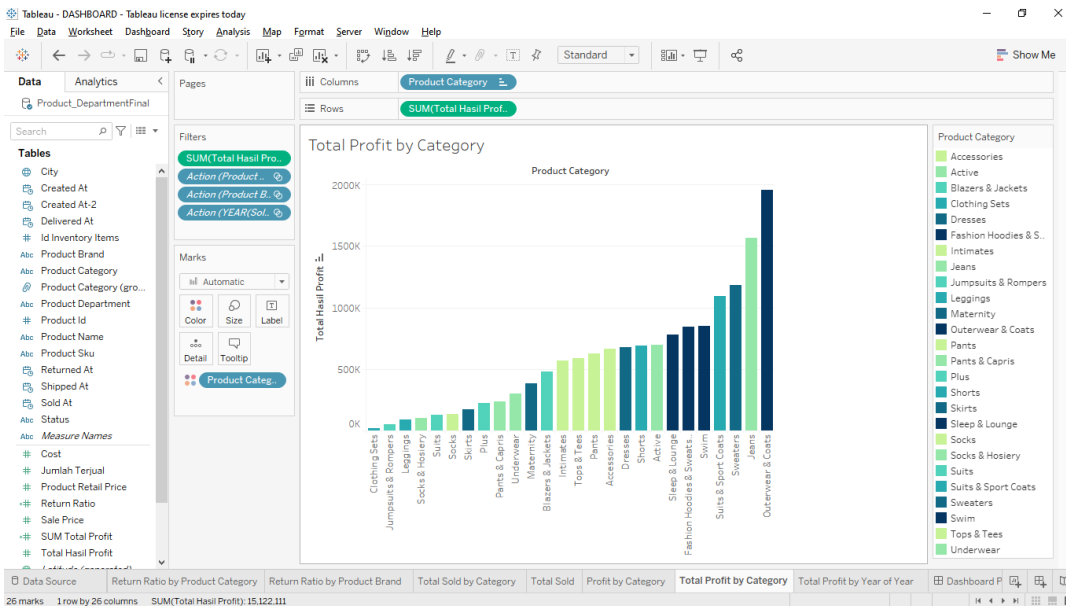 Tableau - DASHBOARD - Tableau license expires today
File Data Worksheet Dashboard Story Analysis Map Format Server Window Help
Standard
Show Me
Data
Analytics
Product_DepartmentFinal
Search
Tables
City
Created At
Created At-2
Delivered At
Id Inventory Items
Abc Product Brand
Abc Product Category
Product Category (gro...
Abc Product Department
Product Id
Abc Product Name
Abc Product Sku
Returned At
Shipped At
Sold At
Abc Status
Abc Measure Names
Cost
Jumlah Terjual
Product Retail Price
Return Ratio
Sale Price
SUM Total Profit
Total Hasil Profit
Latitude (generated)
Pages
Filters
SUM(Total Hasil Pro..
Action (Product ..
Action (Product B..
Action (YEAR(Sol..
Marks
Automatic
Color
Size
Label
Detail
Tooltip
Product Categ..
Columns
Product Category
Rows
SUM(Total Hasil Prof..
Total Profit by Category
Product Category
Total Hasil Profit
2000K
1500K
1000K
500K
0K
Clothing Sets
Jumpsuits & Rompers
Leggings
Socks & Hosiery
Suits
Socks
Skirts
Plus
Pants & Capris
Underwear
Maternity
Blazers & Jackets
Intimates
Tops & Tees
Pants
Accessories
Dresses
Shorts
Active
Sleep & Lounge
Fashion Hoodies & Sweats..
Swim
Suits & Sport Coats
Sweaters
Jeans
Outerwear & Coats
Product Category
Accessories
Active
Blazers & Jackets
Clothing Sets
Dresses
Fashion Hoodies & S..
Intimates
Jeans
Jumpsuits & Rompers
Leggings
Maternity
Outerwear & Coats
Pants
Pants & Capris
Plus
Shorts
Skirts
Sleep & Lounge
Socks
Socks & Hosiery
Suits
Suits & Sport Coats
Sweaters
Swim
Tops & Tees
Underwear
Data Source
Return Ratio by Product Category
Return Ratio by Product Brand
Total Sold by Category
Total Sold
Profit by Category
Total Profit by Category
Total Profit by Year of Year
Dashboard P
26 marks 1 row by 26 columns SUM(Total Hasil Profit): 15,122,111